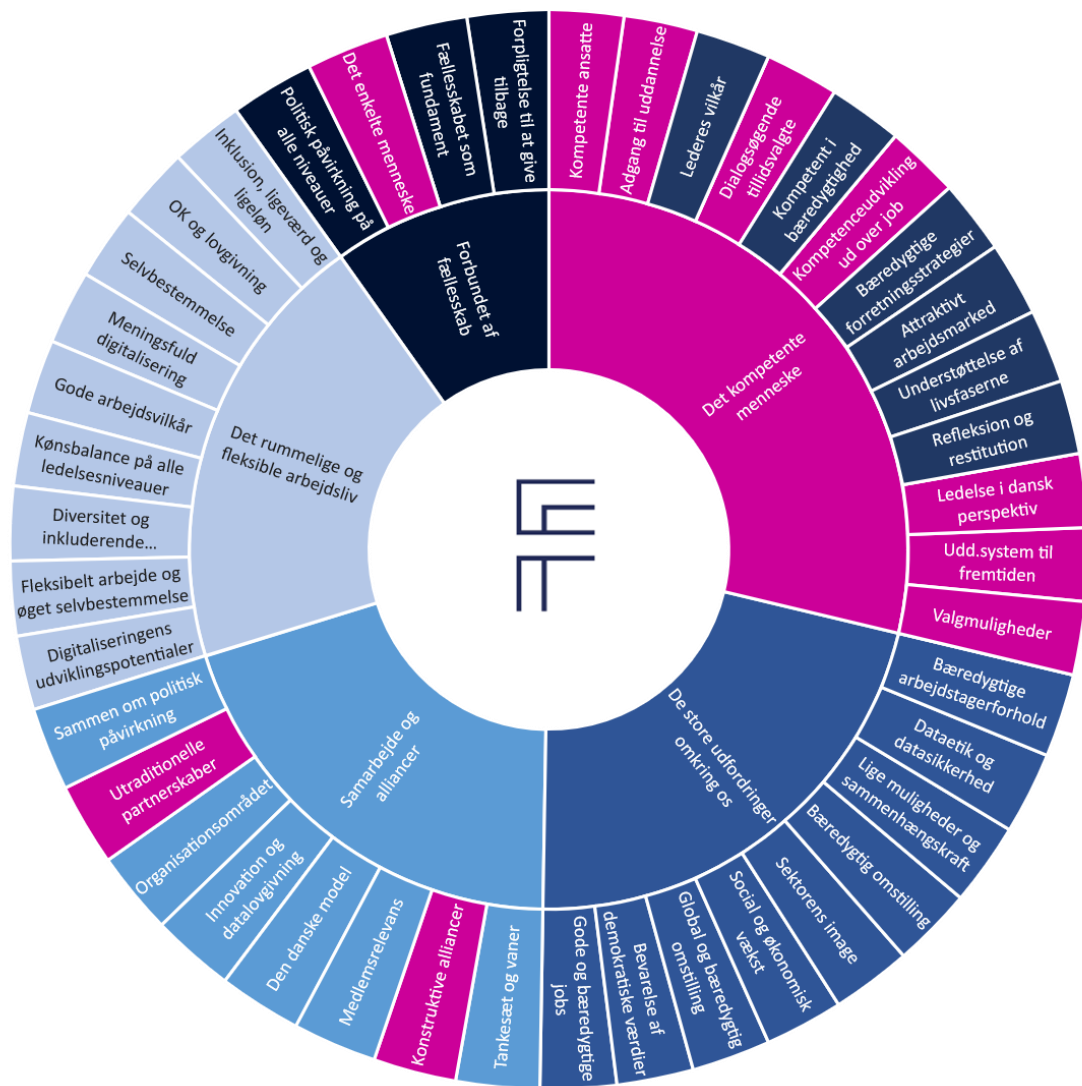 Forpligtelse til at give
tilbage
Kompetente ansatte
Adgang til uddannelse
Lederes vilkår
Dialogsøgende
tillidsvalgte
Kompetent i
bæredygtighed
Kompetenceudvikling
ud over job
Bæredygtige
forretningsstrategier
Attraktivt
arbejdsmarked
Understøttelse af
livsfaserne
Refleksion og
restitution
Ledelse i dansk
perspektiv
Udd.system til
fremtiden
Valgmuligheder
Bæredygtige
arbejdstagerforhold
Dataetik og
datasikkerhed
Lige muligheder og
sammenhængskraft
Bæredygtig omstilling
Sektorens image
Social og økonomisk
vækst
Global og bæredygtig
omstilling
Bevarelse af
demokratiske værdier
Gode og bæredygtige
jobs
Tankesæt og vaner
Konstruktive alliancer
Medlemsrelevans
Den danske model
Innovation og
datalovgivning
Organisationsområdet
Utraditionelle
partnerskaber
Sammen om politisk
påvirkning
Digitaliseringens
udviklingspotentialer
Fleksibelt arbejde og
øget selvbestemmelse
Diversitet og
inkluderende...
Kønsbalance på alle
ledelsesniveauer
Gode arbejdsvilkår
Meningsfuld
digitalisering
Selvbestemmelse
OK og lovgivning
Inklusion, ligeværd og
ligeløn
Politisk påvirkning på
alle niveauer
Det enkelte menneske
Fællesskabet som
fundament
Forbundet af
fællesskab
Det kompetente
menneske
De store udfordringer
omkring os
Samarbejde og
alliancer
Det rummelige og
fleksible arbejdsliv